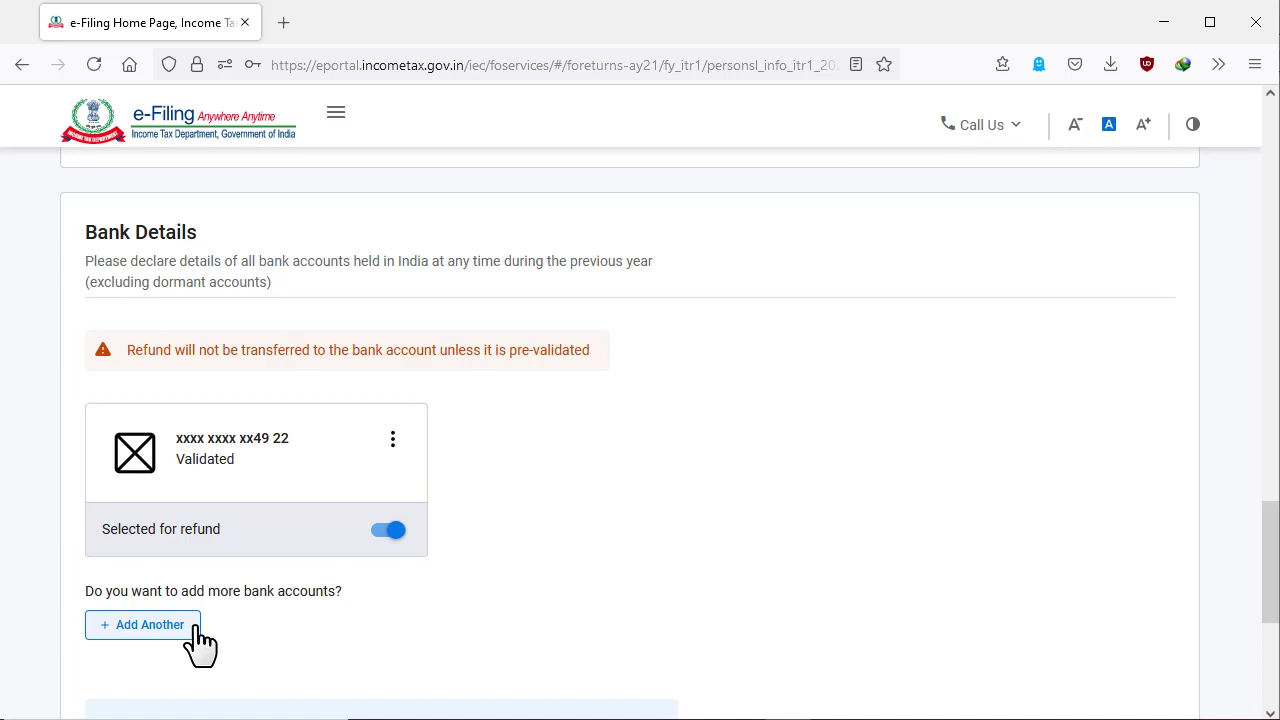 e-Filing Home Page, Income Ta
https://eportal.incometax.gov.in/iec/foservices/#/foreturns-ay21/fy_itr1/personsl_info_itr1_20
e-Filing Anywhere Anytime
Income Tax Department, Government of India
Call Us
A-
A
A+
Bank Details
Please declare details of all bank accounts held in India at any time during the previous year
(excluding dormant accounts)
Refund will not be transferred to the bank account unless it is pre-validated
xxxx xxxx xx49 22
Validated
Selected for refund
Do you want to add more bank accounts?
+ Add Another